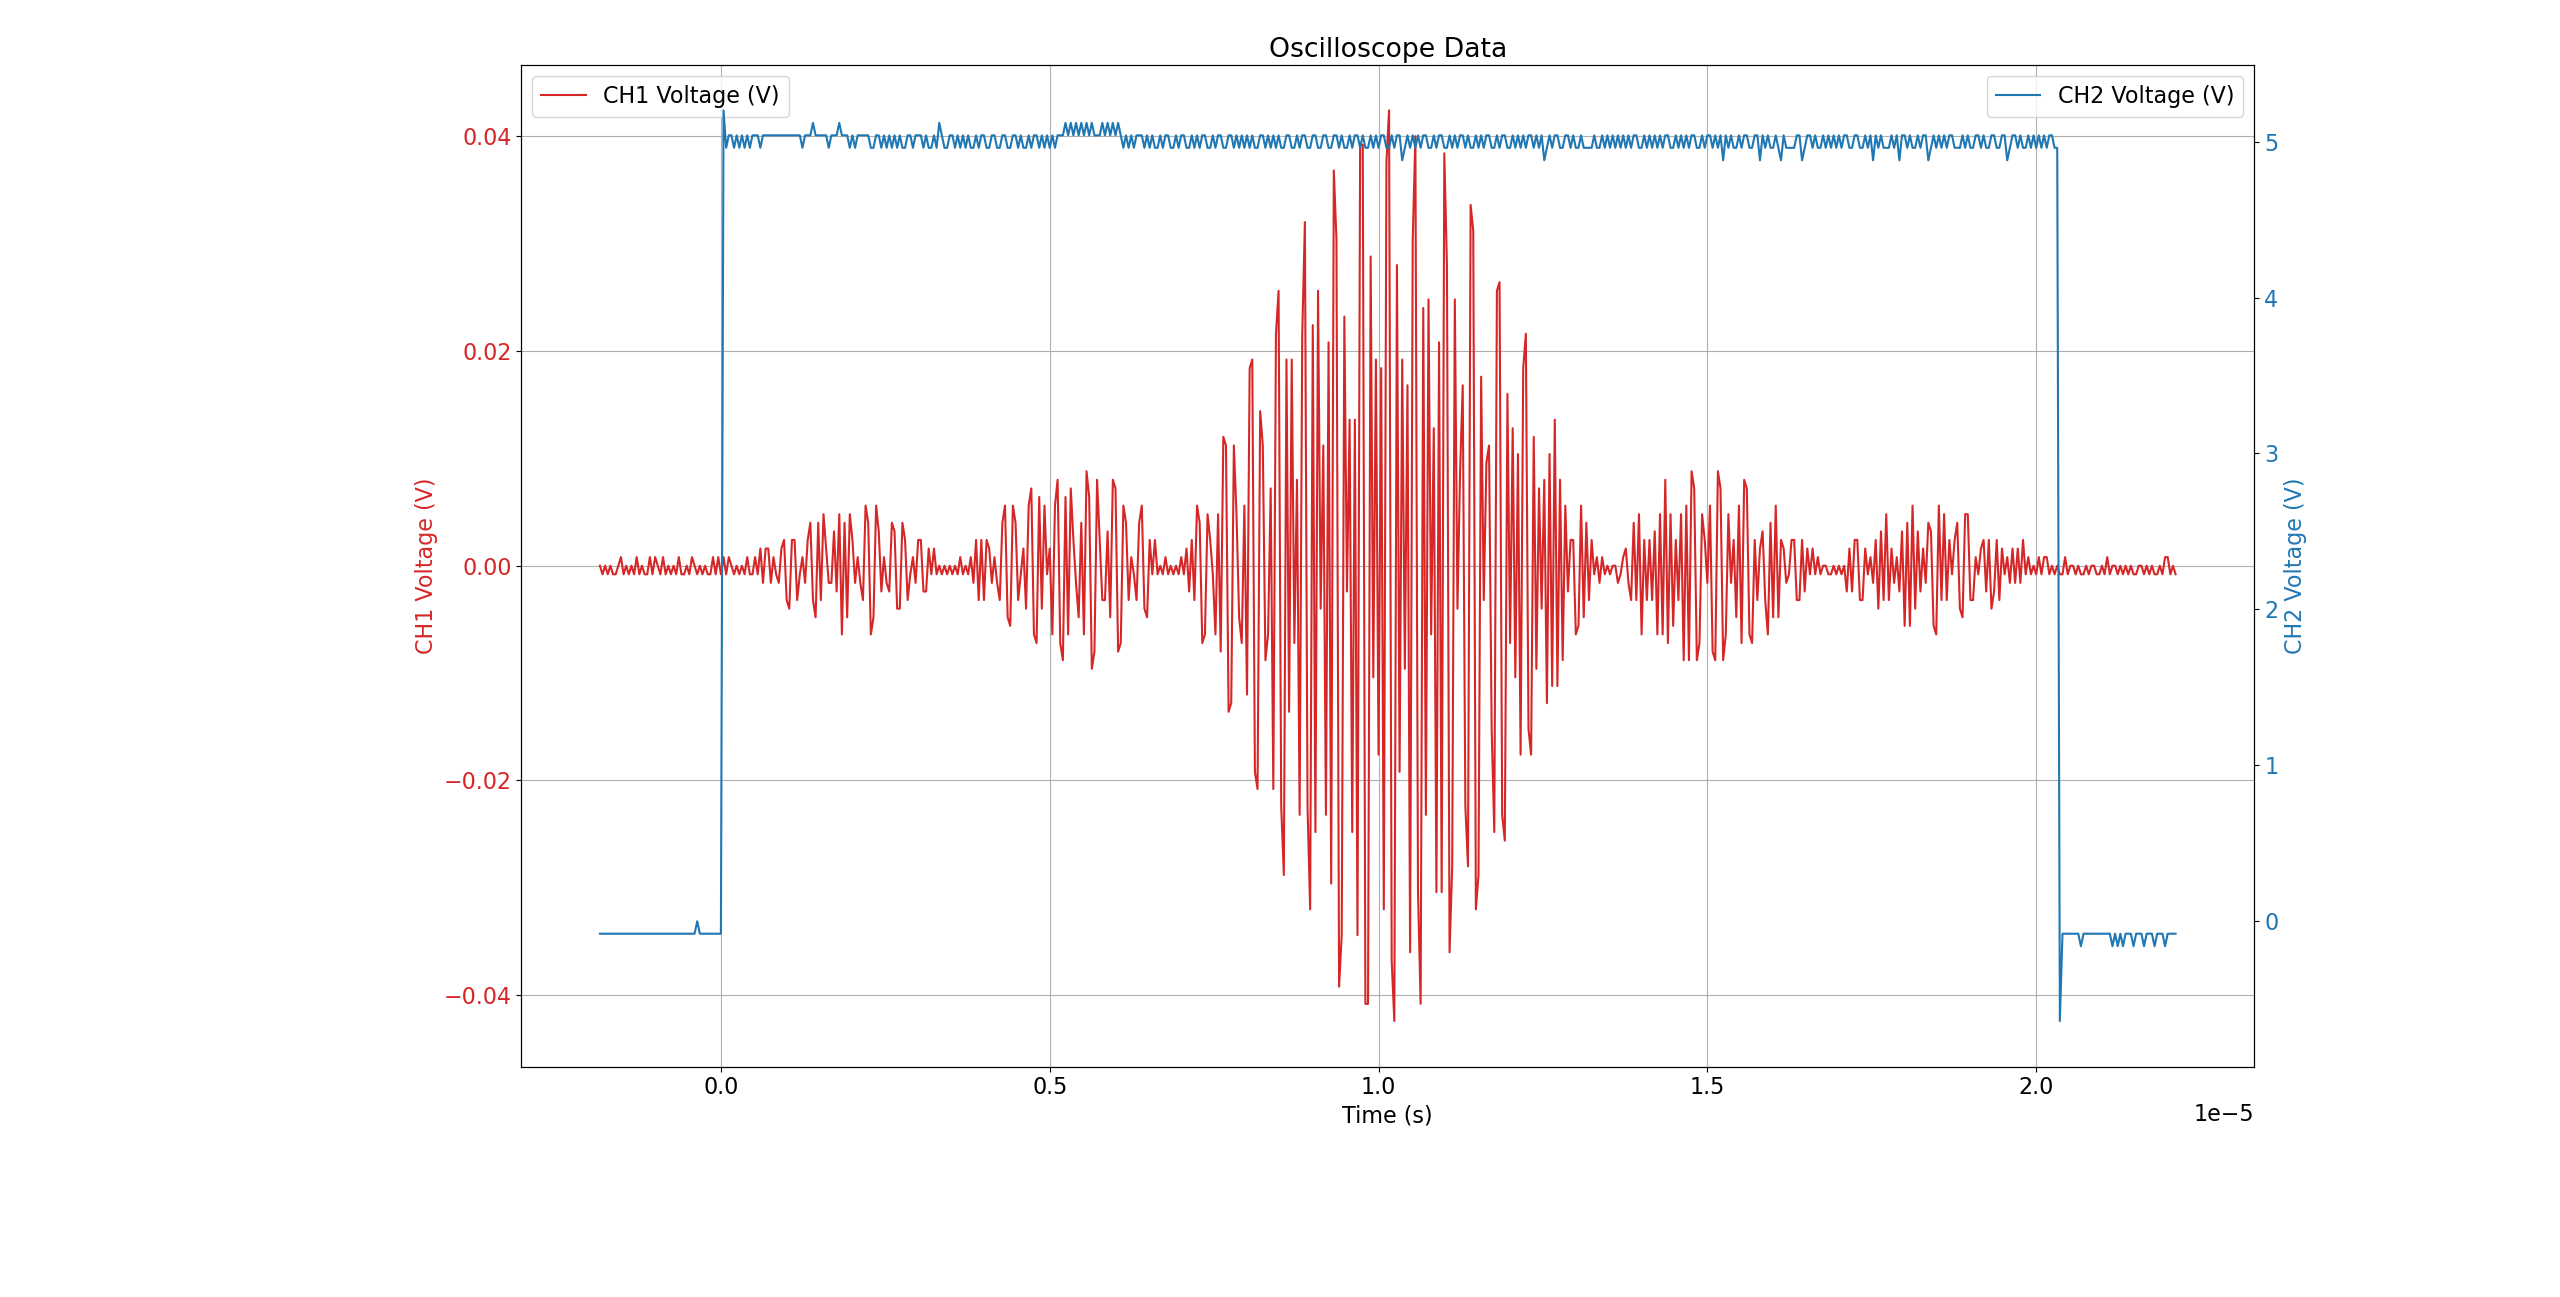 Oscilloscope Data
CH1 Voltage (V)
CH2 Voltage (V)
0.04
0.02
0.00
−0.02
−0.04
CH1 Voltage (V)
5
4
3
2
1
0
CH2 Voltage (V)
0.0 0.5 1.0 1.5 2.0
Time (s)
1e−5